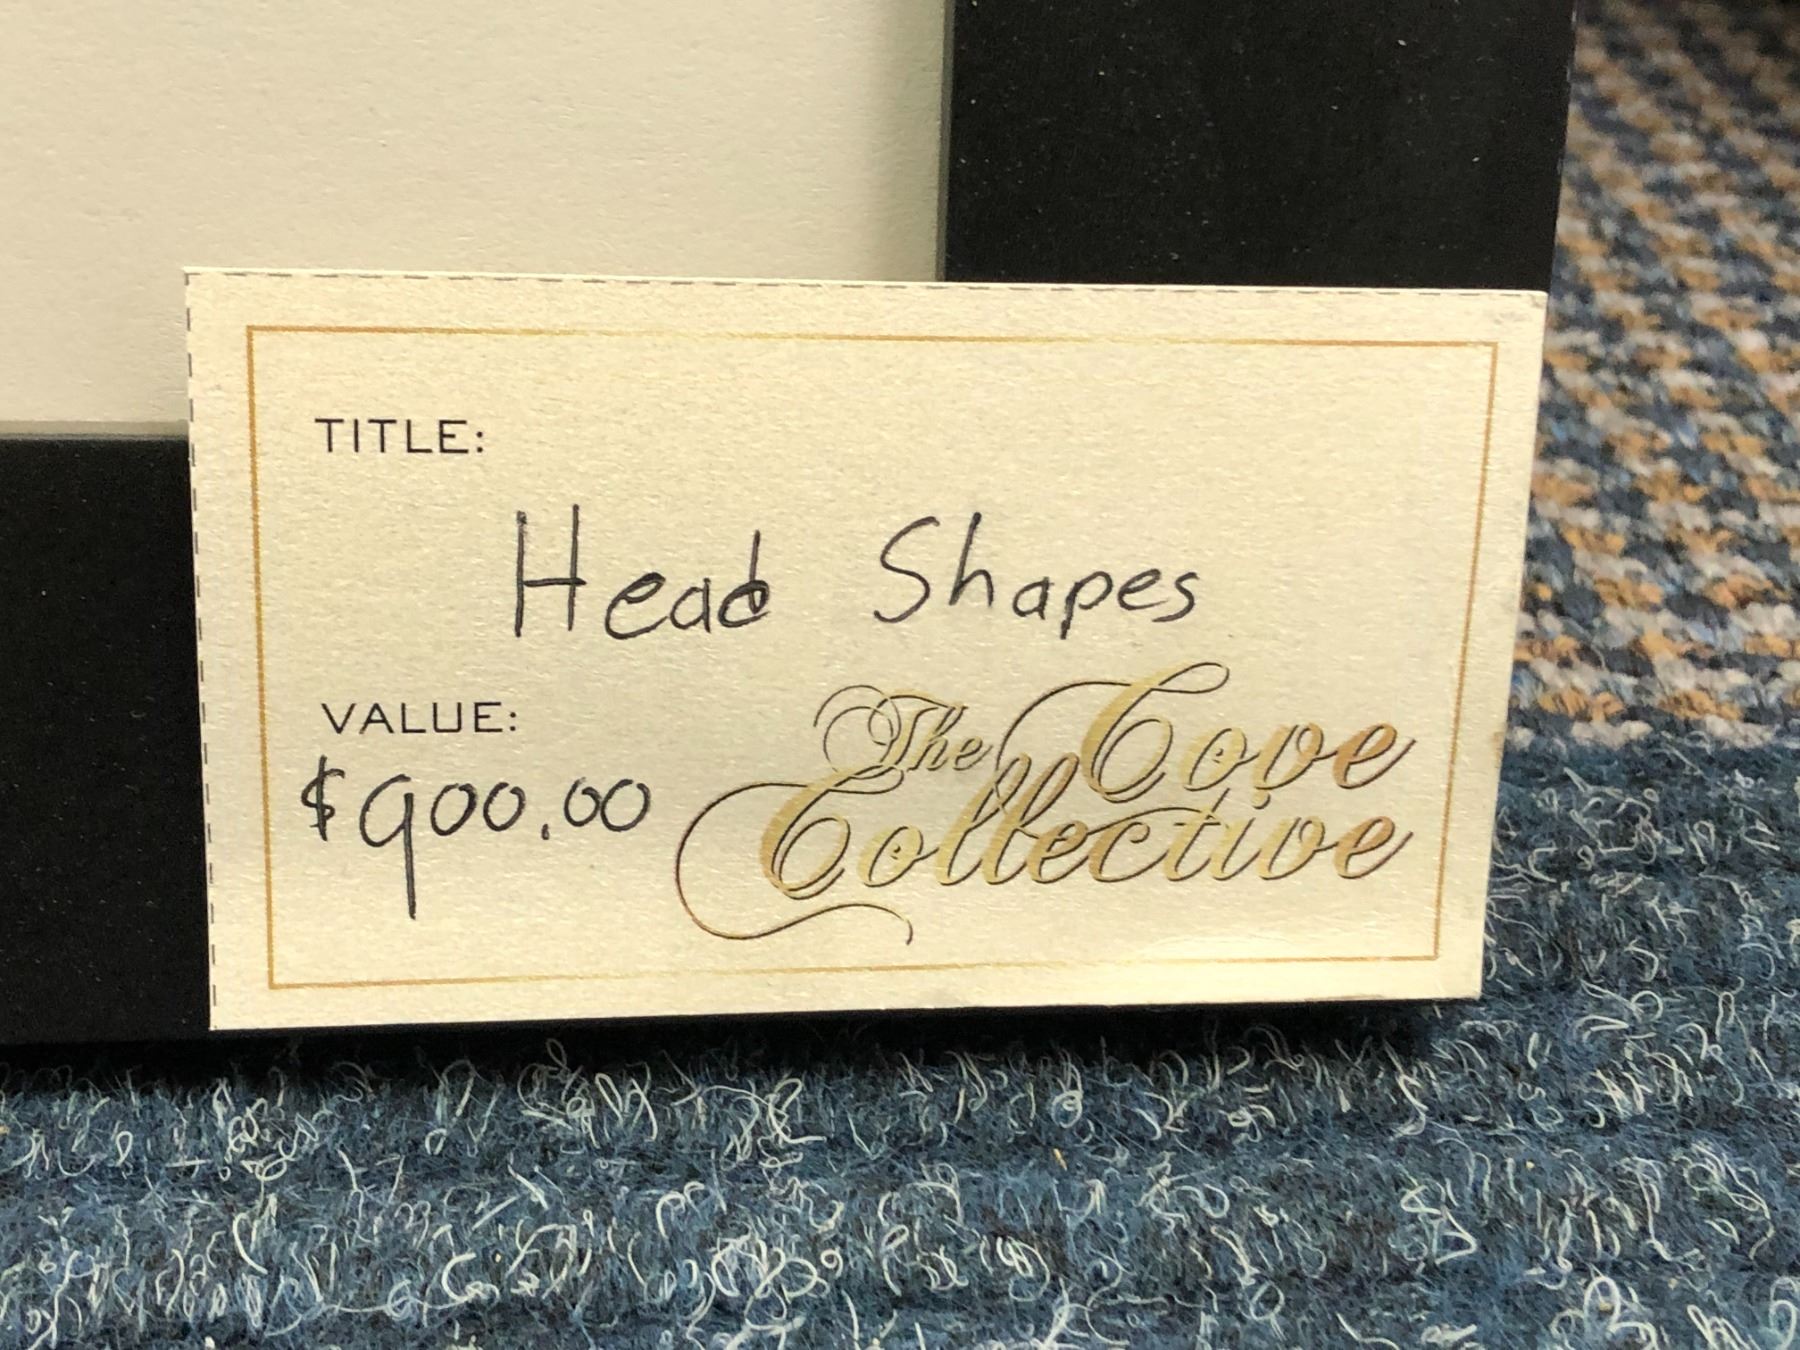 TITLE:
Head Shapes
VALUE:
$900.00
The Cove
Collective